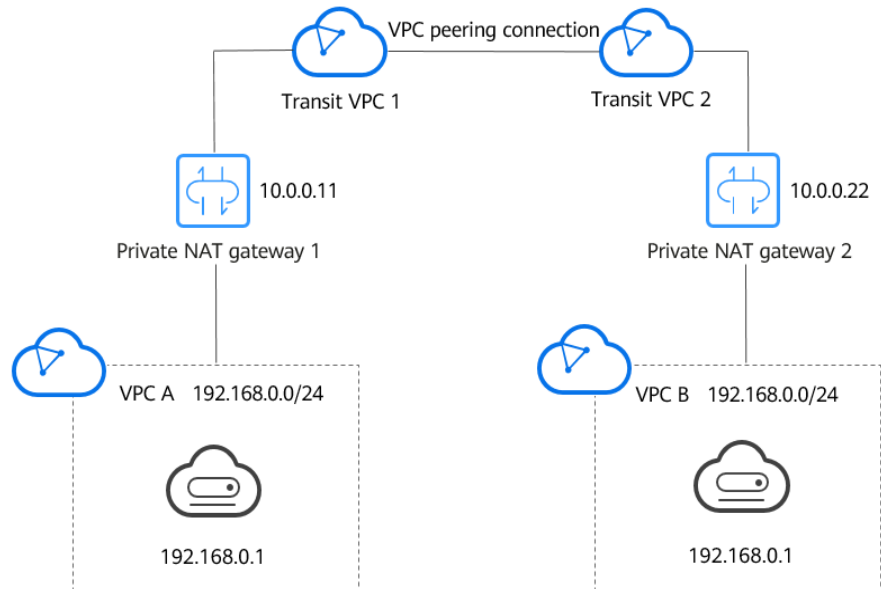 VPC peering connection
Transit VPC 1
Transit VPC 2
10.0.0.11
10.0.0.22
Private NAT gateway 1
Private NAT gateway 2
VPC A 192.168.0.0/24
VPC B 192.168.0.0/24
192.168.0.1
192.168.0.1